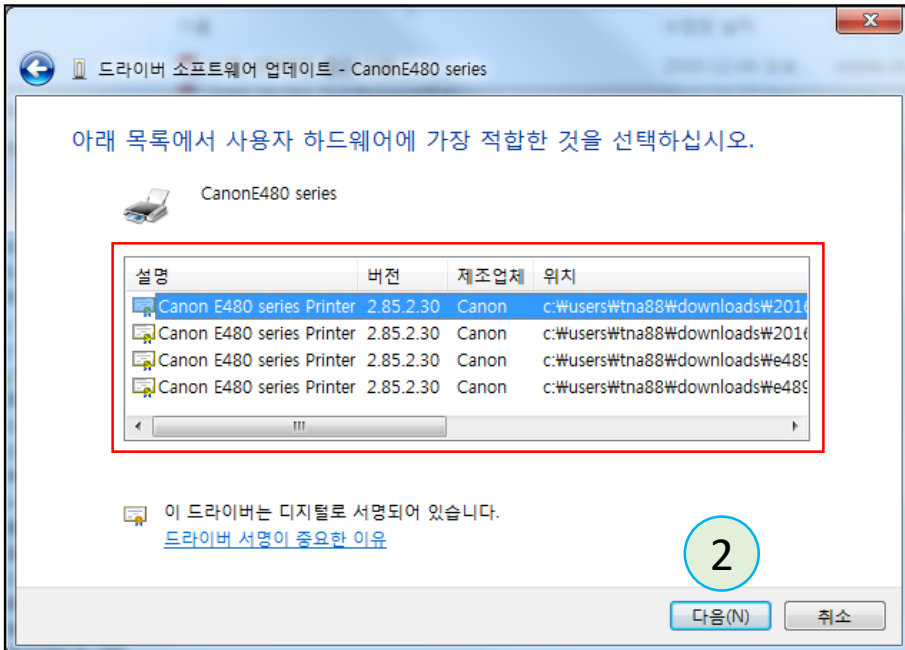 드라이버 소프트웨어 업데이트 - CanonE480 series
아래 목록에서 사용자 하드웨어에 가장 적합한 것을 선택하십시오.
CanonE480 series
설명 버전 제조업체 위치
Canon E480 series Printer 2.85.2.30 Canon c:₩users₩tna88₩downloads₩2016
Canon E480 series Printer 2.85.2.30 Canon c:₩users₩tna88₩downloads₩2016
Canon E480 series Printer 2.85.2.30 Canon c:₩users₩tna88₩downloads₩e489
Canon E480 series Printer 2.85.2.30 Canon c:₩users₩tna88₩downloads₩e489
이 드라이버는 디지털로 서명되어 있습니다.
드라이버 서명이 중요한 이유
2
다음(N) 취소